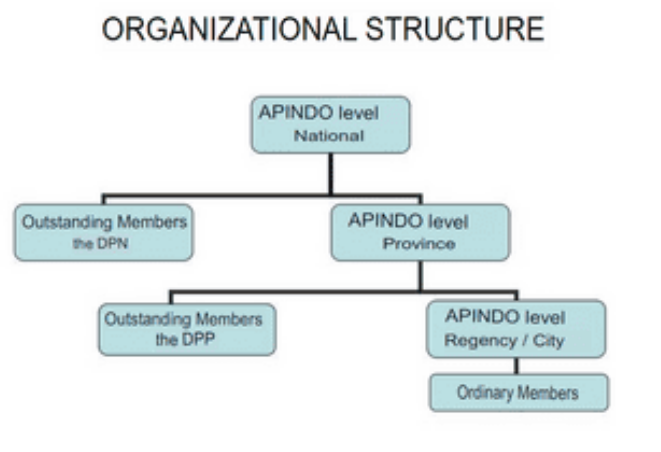 ORGANIZATIONAL STRUCTURE
APINDO level
National
Outstanding Members
the DPN
APINDO level
Province
Outstanding Members
the DPP
APINDO level
Regency / City
Ordinary Members